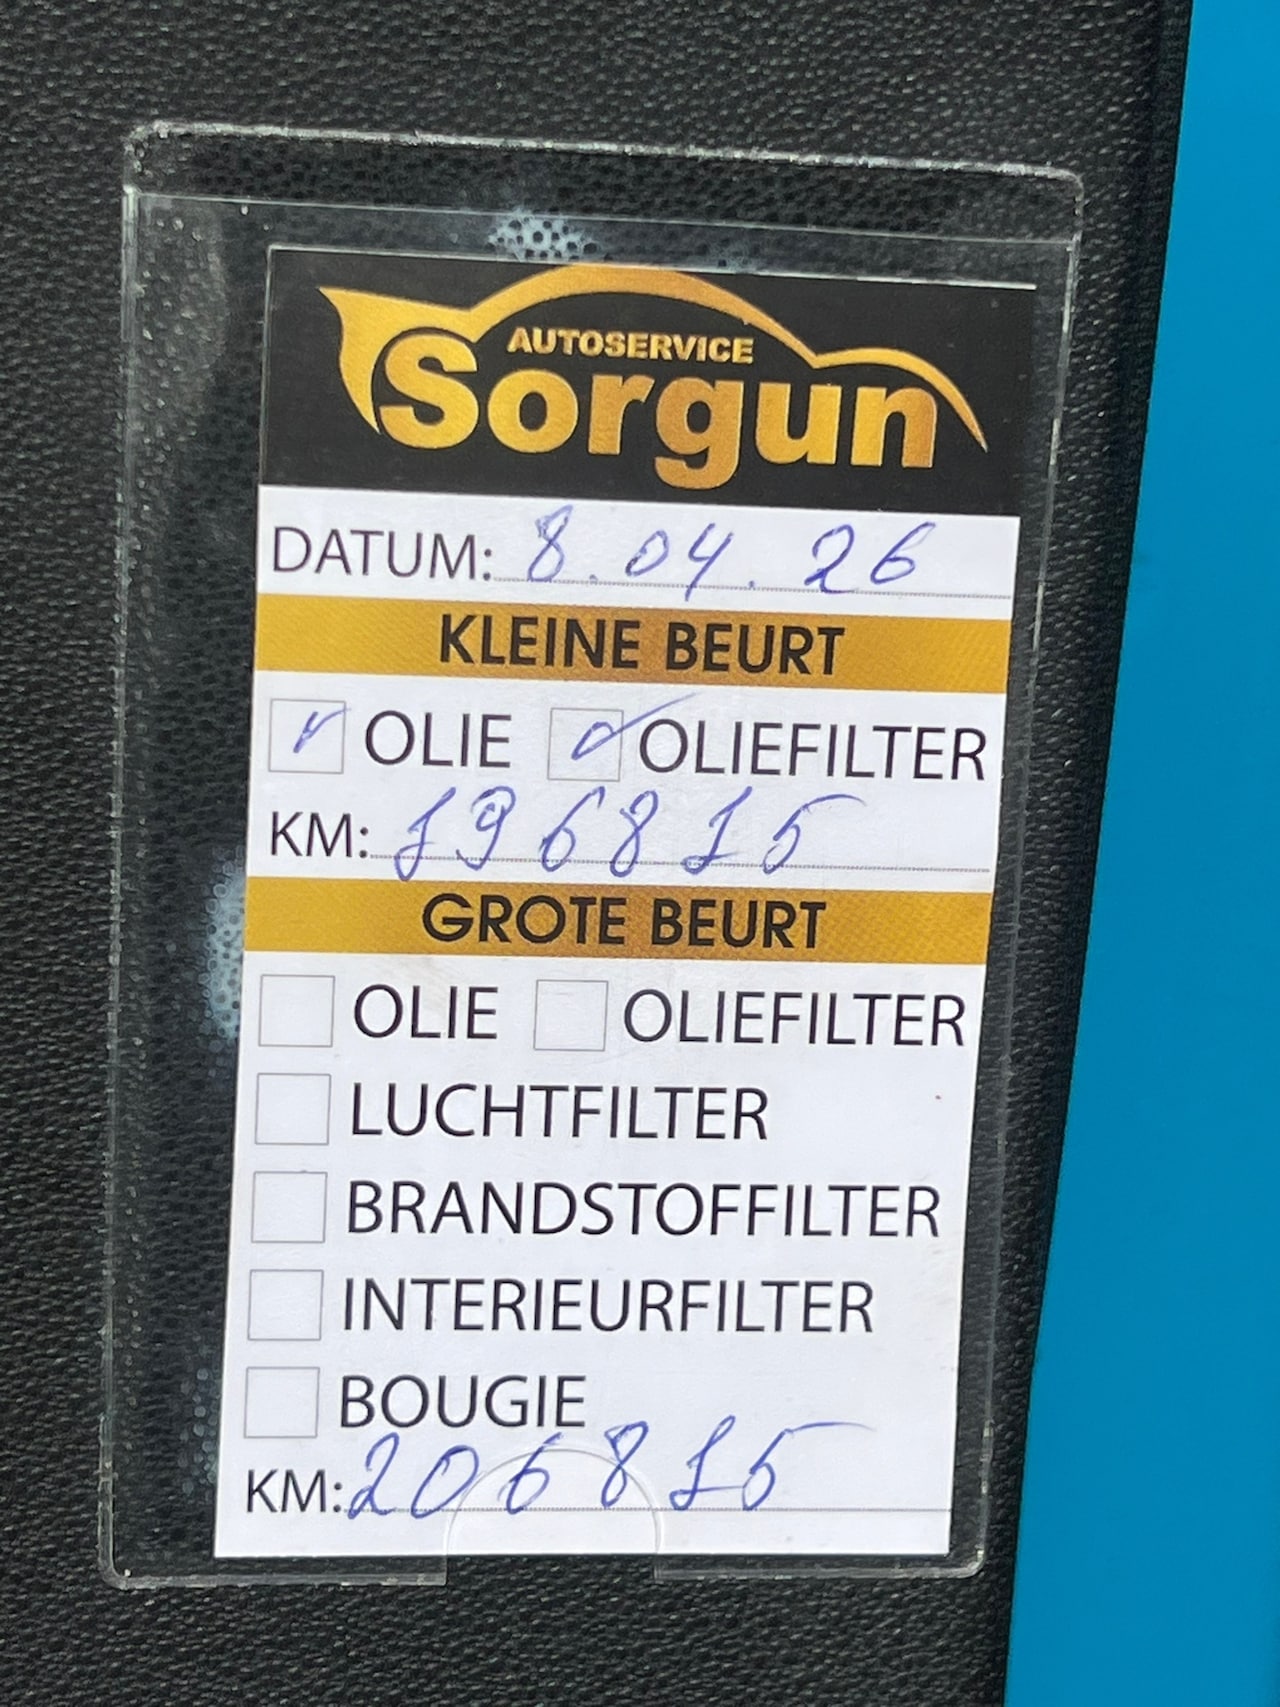 AUTOSERVICE
Sorgun
DATUM: 8.04.26
KLEINE BEURT
✓ OLIE ✓ OLIEFILTER
KM: 196815
GROTE BEURT
OLIE OLIEFILTER
LUCHTFILTER
BRANDSTOFFILTER
INTERIEURFILTER
BOUGIE
KM: 206815